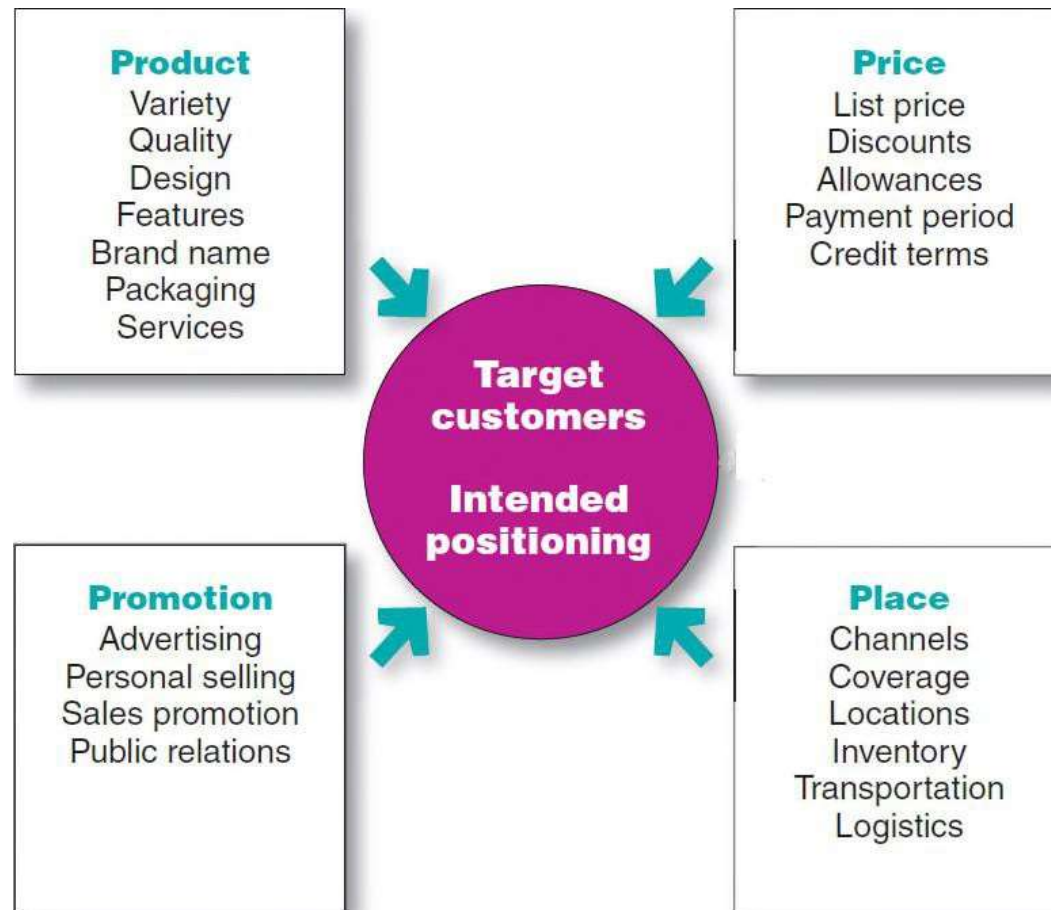 Product
Variety
Quality
Design
Features
Brand name
Packaging
Services
Price
List price
Discounts
Allowances
Payment period
Credit terms
Target
customers
Intended
positioning
Promotion
Advertising
Personal selling
Sales promotion
Public relations
Place
Channels
Coverage
Locations
Inventory
Transportation
Logistics